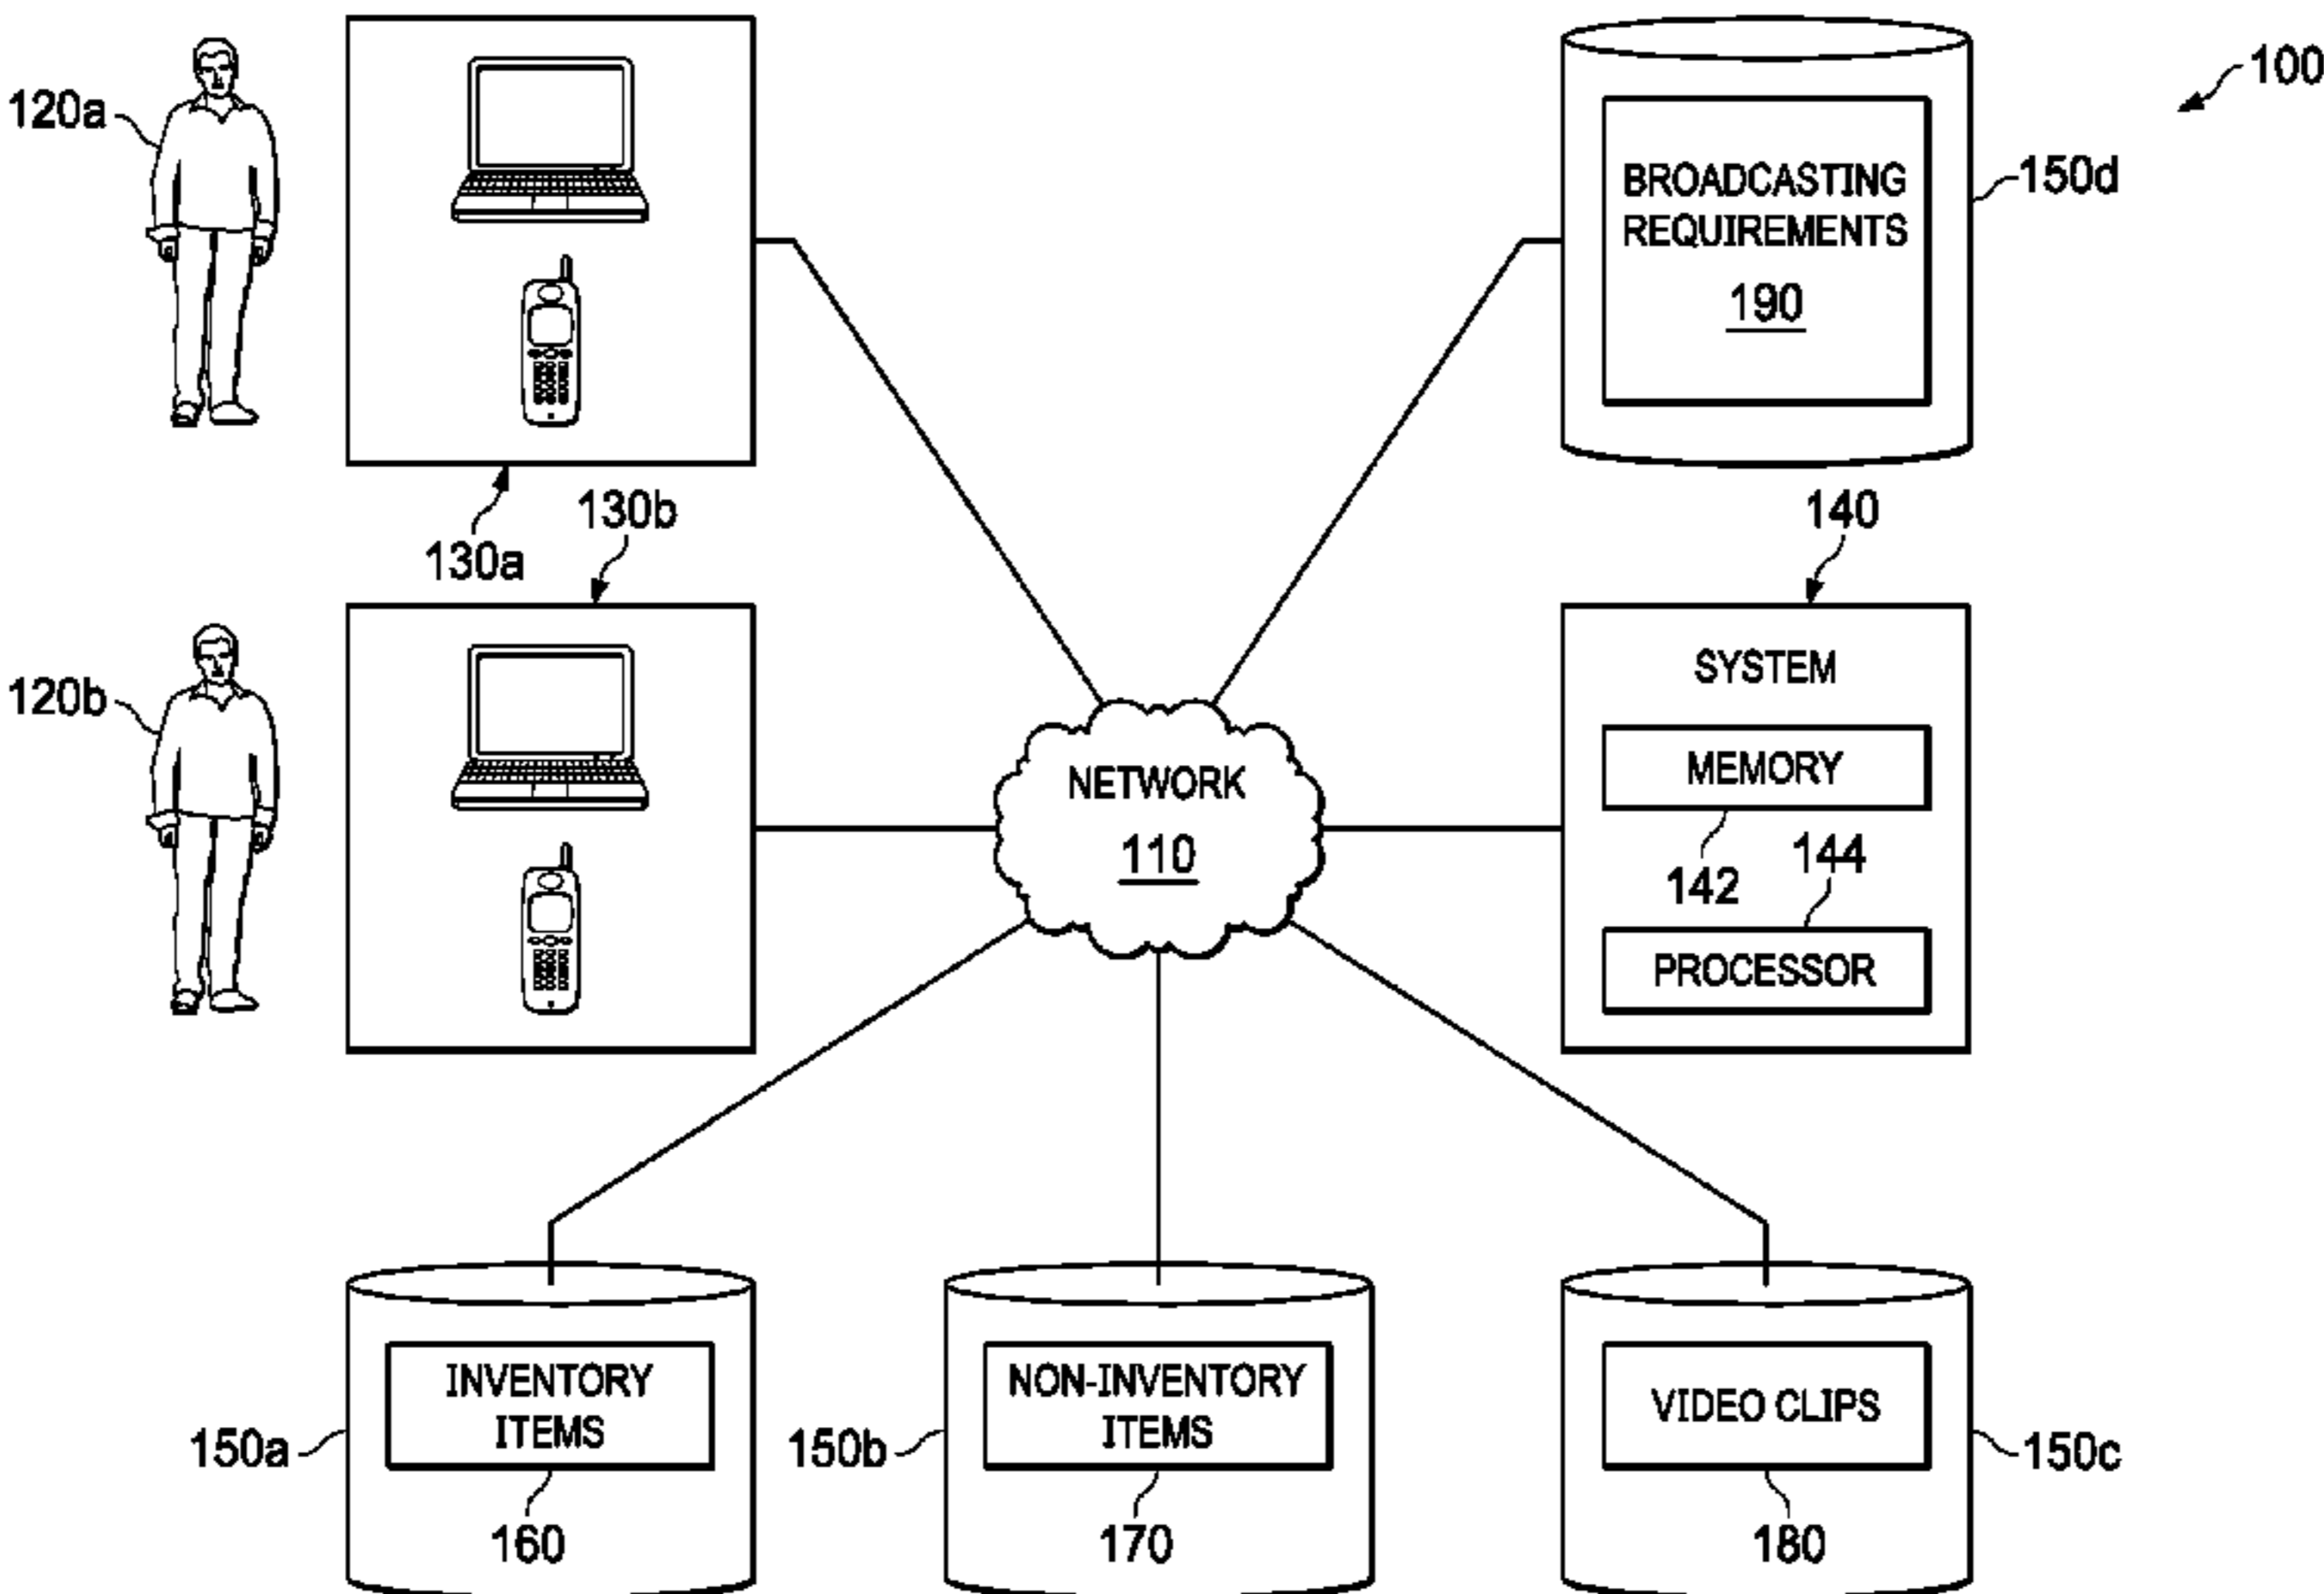 100
120a
BROADCASTING
REQUIREMENTS
190
150d
130a
130b
140
120b
SYSTEM
MEMORY
142
144
PROCESSOR
NETWORK
110
INVENTORY
ITEMS
150a
160
NON-INVENTORY
ITEMS
150b
170
VIDEO CLIPS
150c
180